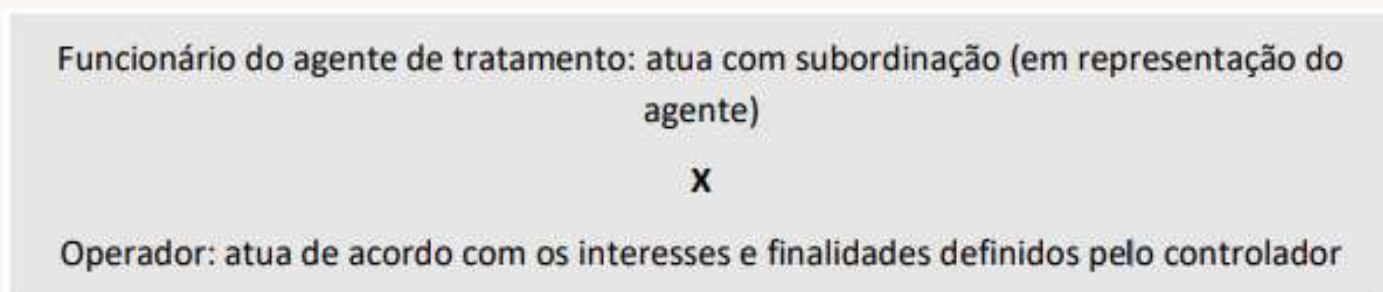 Funcionário do agente de tratamento: atua com subordinação (em representação do
agente)
X
Operador: atua de acordo com os interesses e finalidades definidos pelo controlador